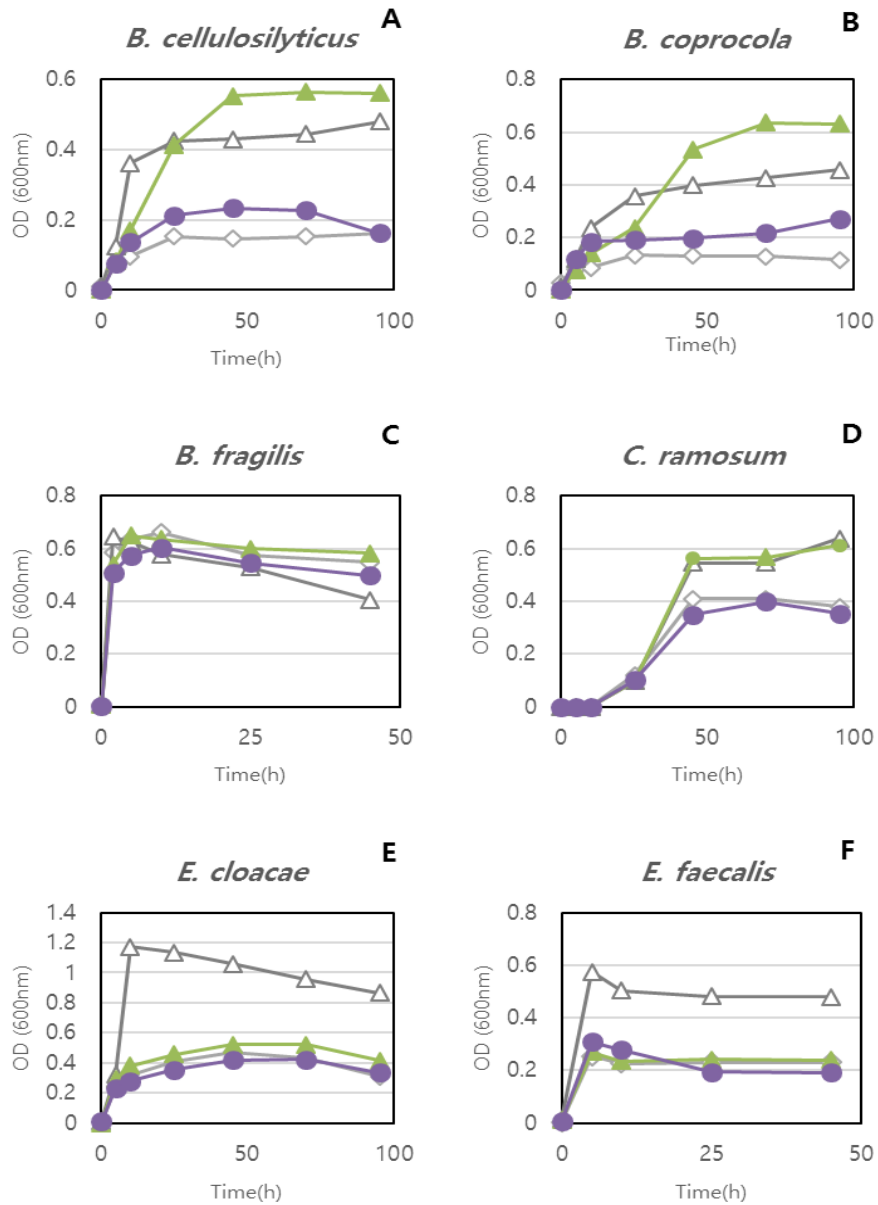 A
B. cellulosilyticus
0.6
0.4
0.2
0
OD (600nm)
0 50 100
Time(h)
B
B. coprocola
0.8
0.6
0.4
0.2
0
OD (600nm)
0 50 100
Time(h)
C
B. fragilis
0.8
0.6
0.4
0.2
0
OD (600nm)
0 25 50
Time(h)
D
C. ramosum
0.8
0.6
0.4
0.2
0
OD (600nm)
0 50 100
Time(h)
E
E. cloacae
1.4
1.2
1
0.8
0.6
0.4
0.2
0
OD (600nm)
0 50 100
Time(h)
F
E. faecalis
0.8
0.6
0.4
0.2
0
OD (600nm)
0 25 50
Time(h)